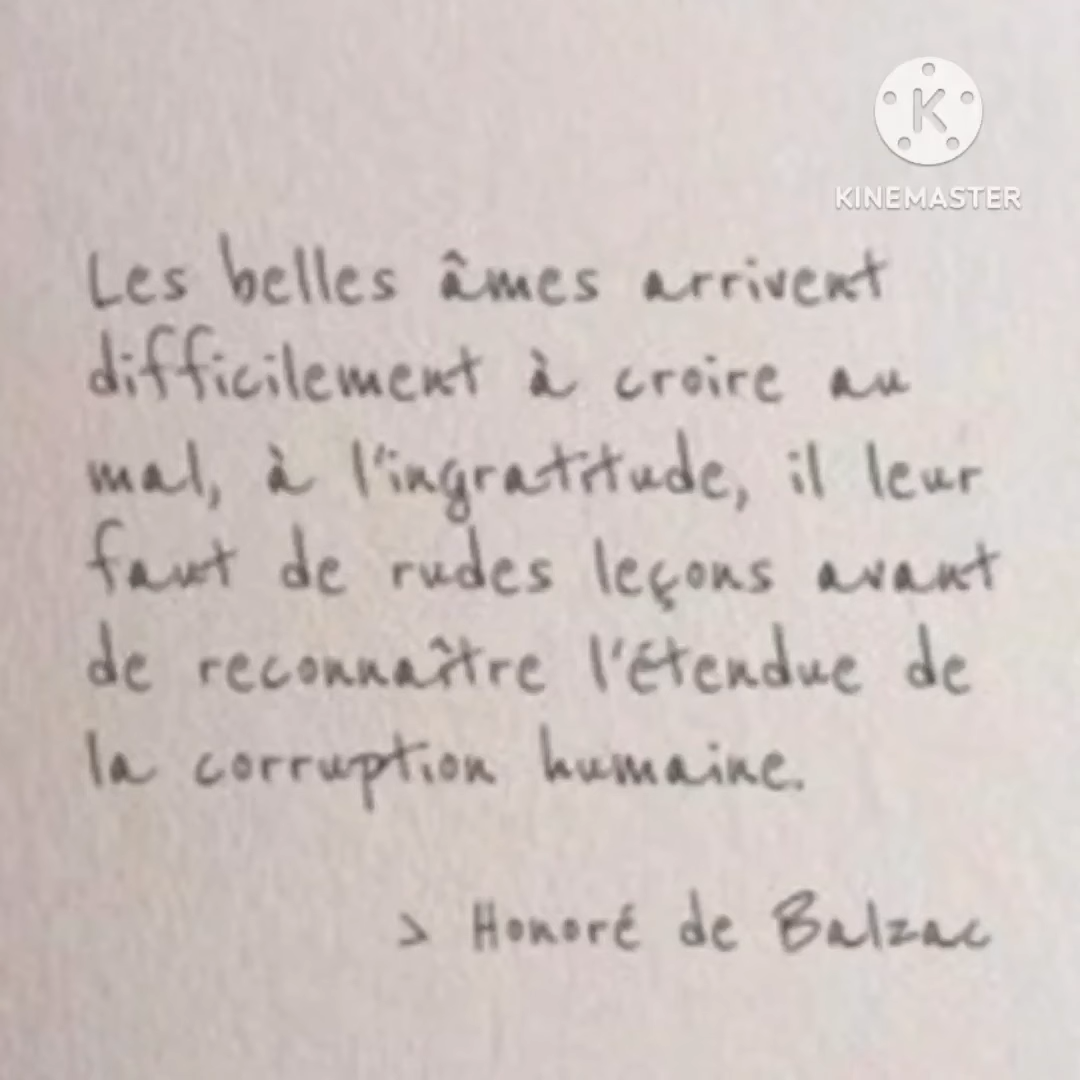 KINEMASTER
Les belles âmes arrivent
difficilement à croire au
mal, à l'ingratitude, il leur
faut de rudes leçons avant
de reconnaître l'étendue de
la corruption humaine.
> Honoré de Balzac